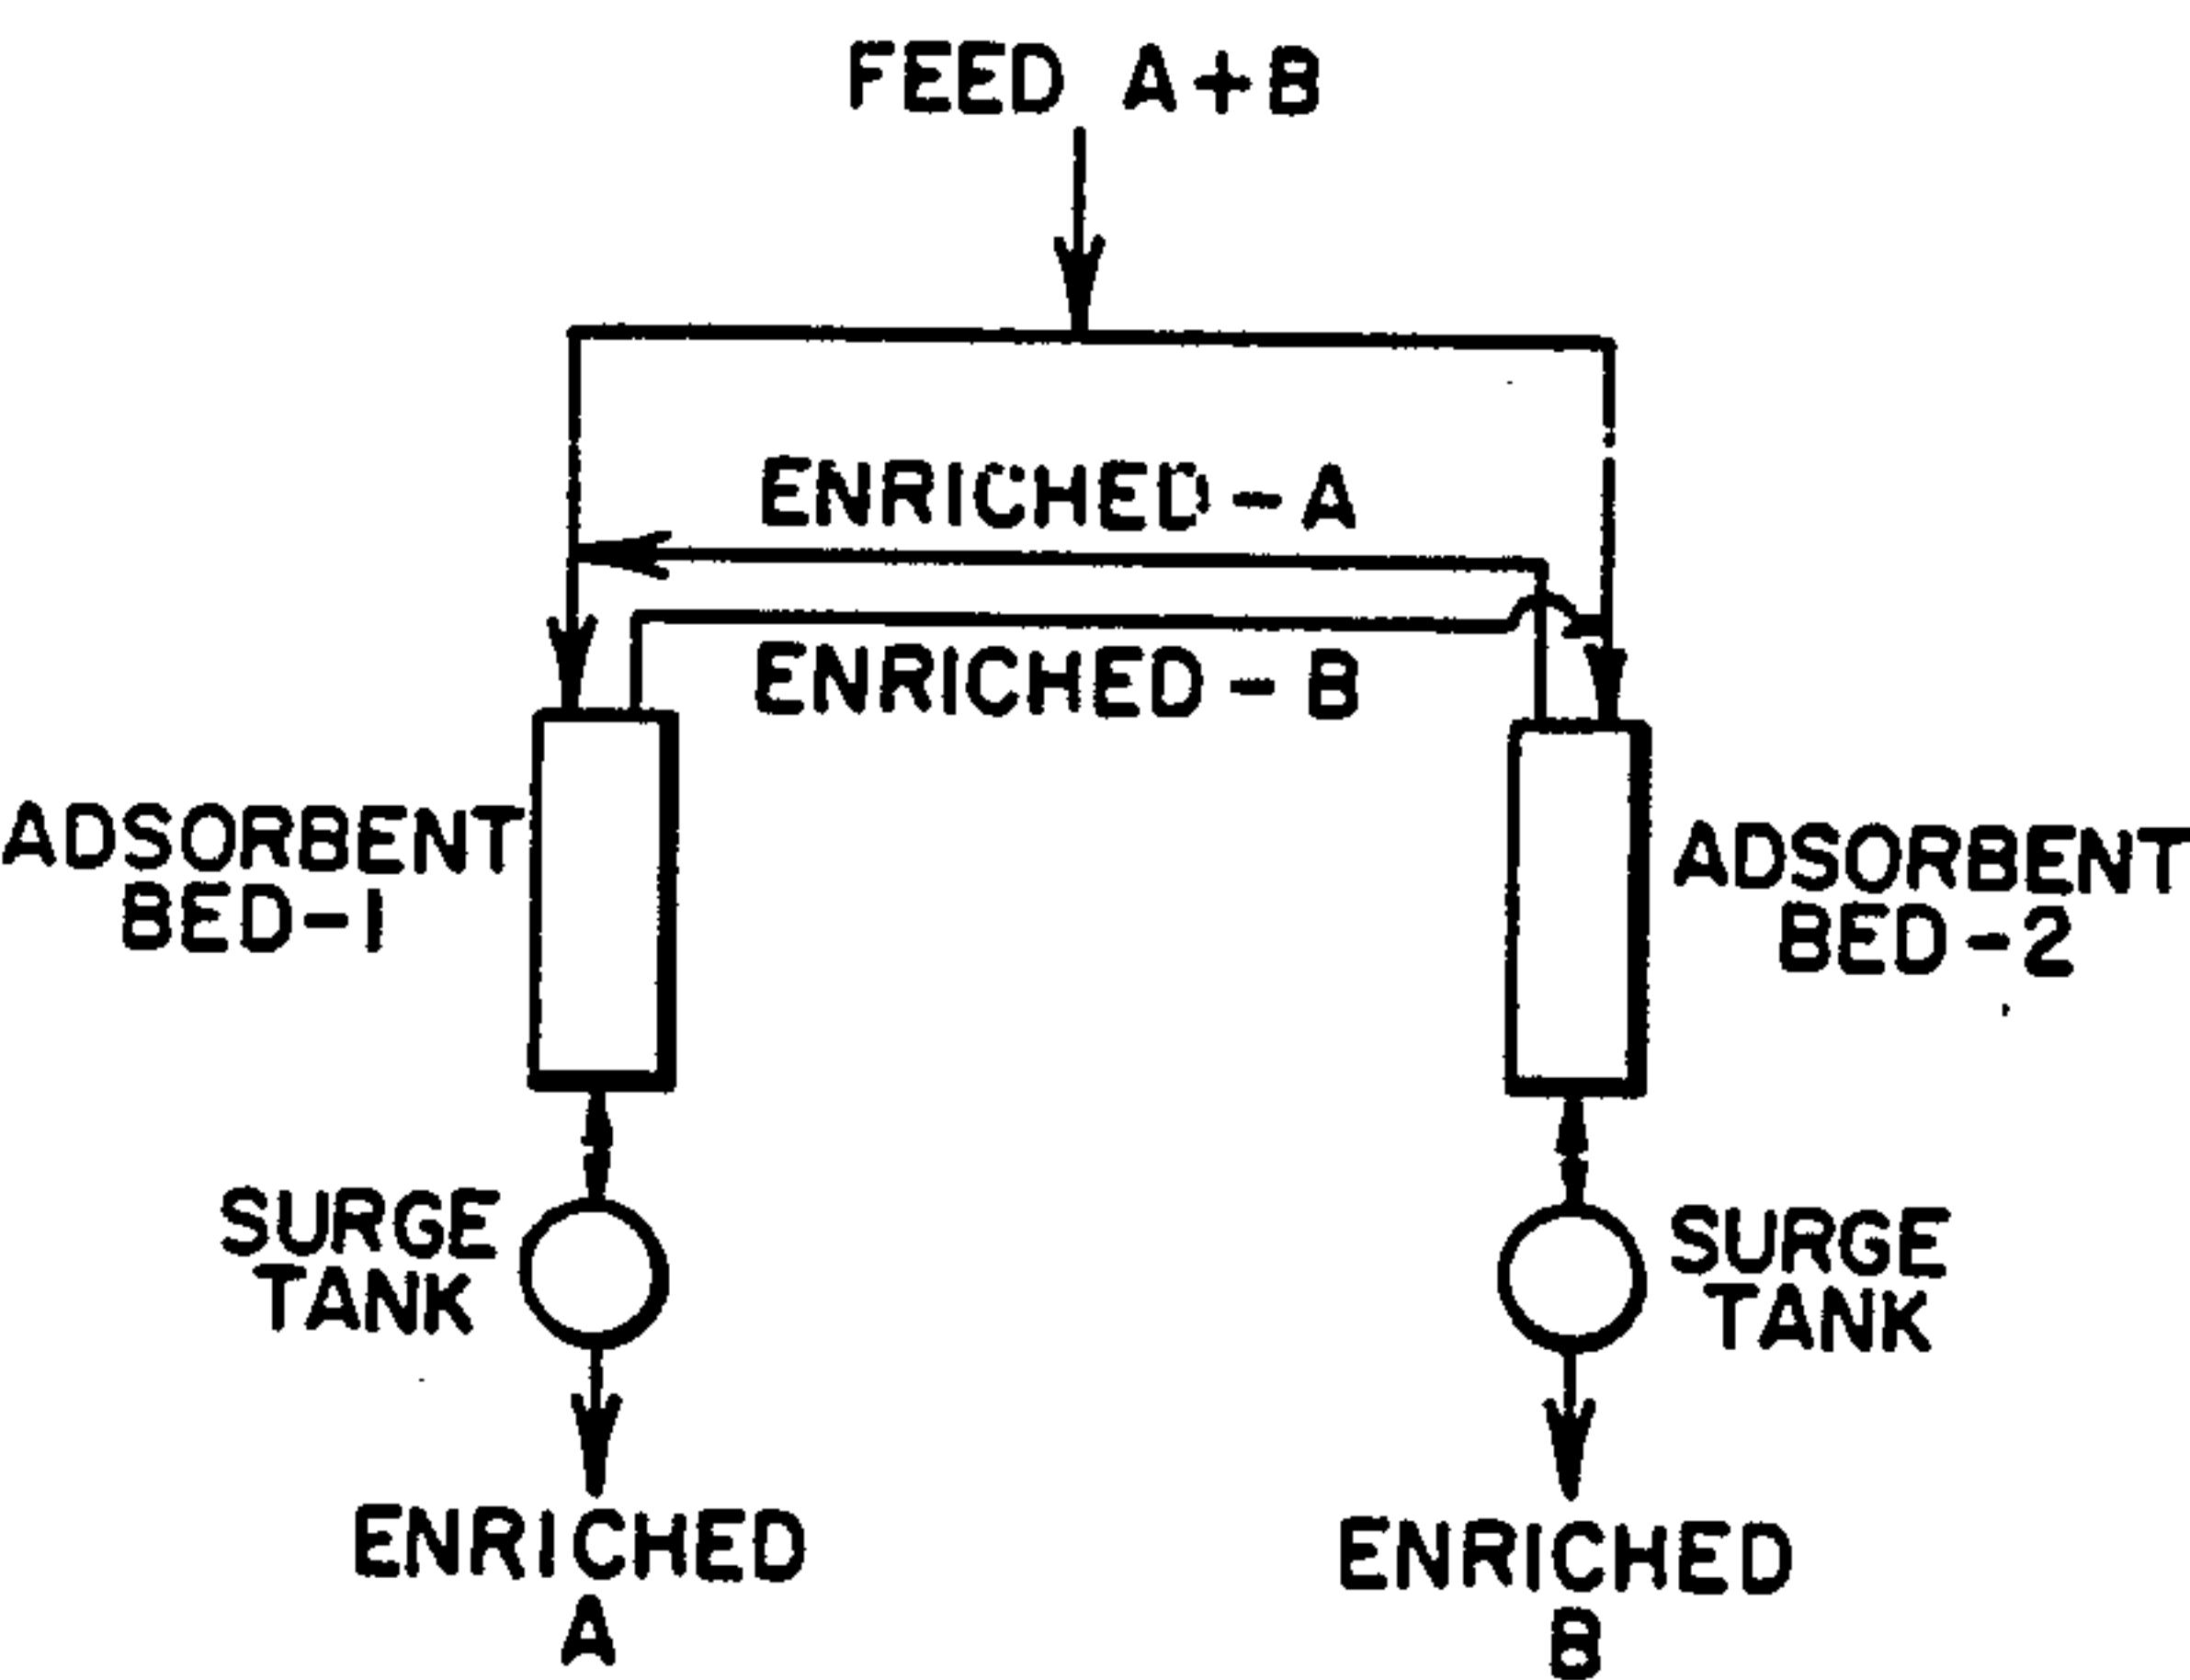 FEED A+B
ENRICHED-A
ENRICHED-B
ADSORBENT
BED-1
ADSORBENT
BED-2
SURGE
TANK
SURGE
TANK
ENRICHED
A
ENRICHED
B